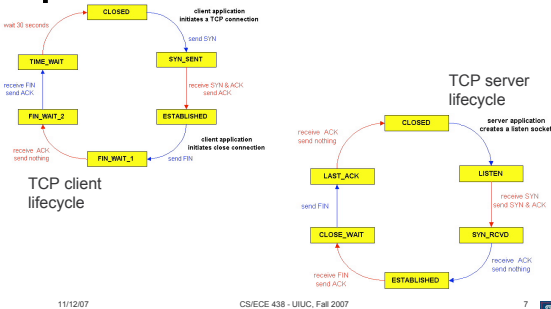 CLOSED
client application
initiates a TCP connection
wait 30 seconds
send SYN
TIME_WAIT
SYN_SENT
receive FIN
send ACK
receive SYN & ACK
send ACK
FIN_WAIT_2
ESTABLISHED
client application
initiates close connection
receive ACK
send nothing
FIN_WAIT_1
send FIN
TCP client
lifecycle
TCP server
lifecycle
CLOSED
server application
creates a listen socket
receive ACK
send nothing
LAST_ACK
LISTEN
receive SYN
send SYN & ACK
send FIN
CLOSE_WAIT
SYN_RCVD
receive FIN
send ACK
receive ACK
send nothing
ESTABLISHED
11/12/07
CS/ECE 438 - UIUC, Fall 2007
7